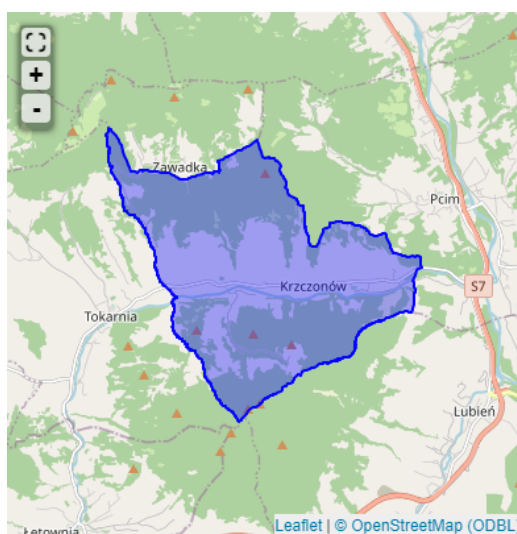 +
-
Zawadka
Pcim
Krzczonów
S7
Tokarnia
Lubień
Łętownia
Leaflet | © OpenStreetMap (ODBL)